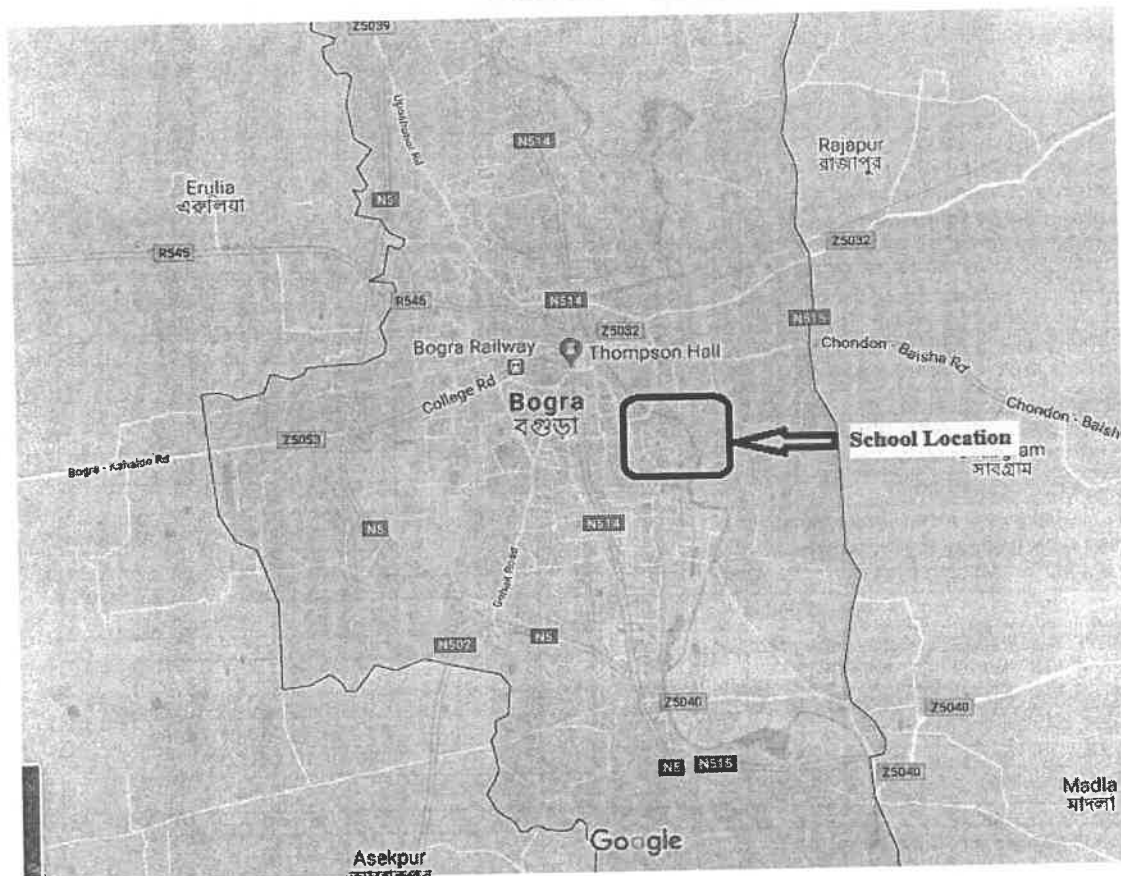 Z5039
Upashahar Rd
N514
Rajapur
রাজাপুর
Erulia
এরুলিয়া
N5
R545
Z5032
R545
N514
N515
Z5032
Bogra Railway
Thompson Hall
Chondon - Baisha Rd
College Rd
Bogra
বগুড়া
Chondon - Baish
School Location
Z5053
Bogra - Kahaloo Rd
am
সাবগ্রাম
N5
N514
Gohail Road
N5
N502
Z5040
Z5040
N5
N515
Z5040
Madla
মাদলা
Google
Asekpur